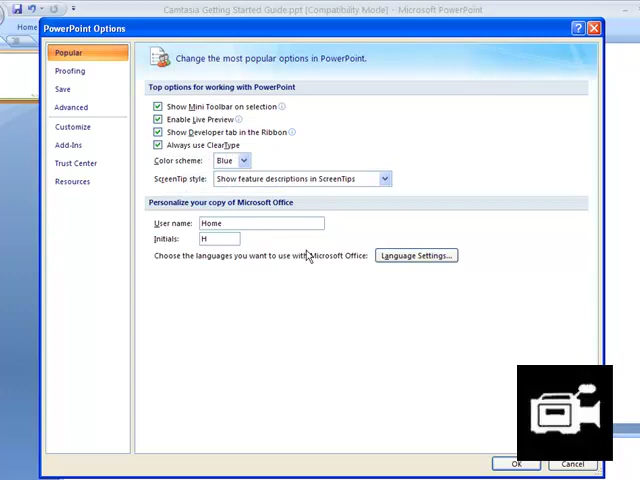 Camtasia Getting Started Guide.ppt [Compatibility Mode] - Microsoft PowerPoint
Home
PowerPoint Options
Popular
Proofing
Save
Advanced
Customize
Add-Ins
Trust Center
Resources
Change the most popular options in PowerPoint.
Top options for working with PowerPoint
Show Mini Toolbar on selection
Enable Live Preview
Show Developer tab in the Ribbon
Always use ClearType
Color scheme: Blue
ScreenTip style: Show feature descriptions in ScreenTips
Personalize your copy of Microsoft Office
User name: Home
Initials: H
Choose the languages you want to use with Microsoft Office: Language Settings...
OK Cancel